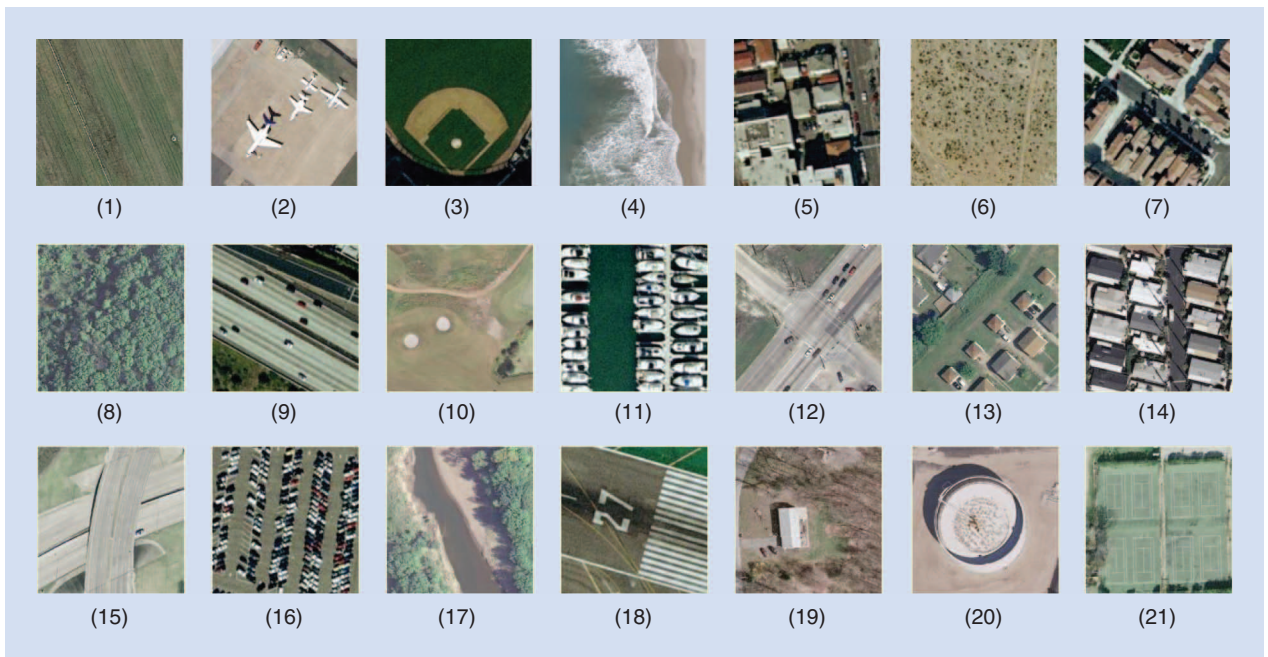 (1) (2) (3) (4) (5) (6) (7)
(8) (9) (10) (11) (12) (13) (14)
27
(15) (16) (17) (18) (19) (20) (21)